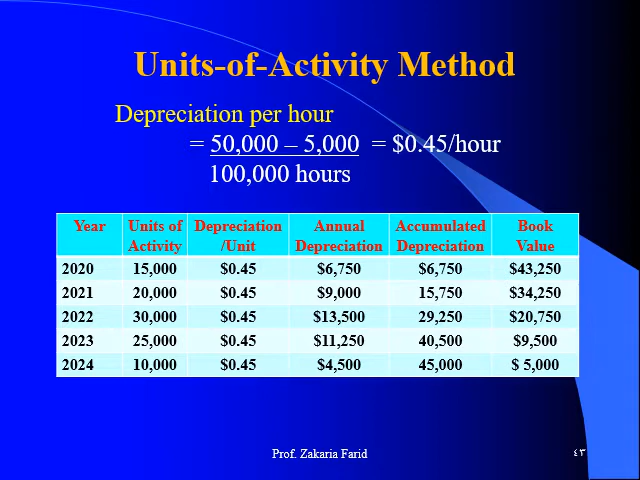 Units-of-Activity Method
Depreciation per hour
= 50,000 – 5,000 = $0.45/hour
100,000 hours
Year Units of Activity Depreciation /Unit Annual Depreciation Accumulated Depreciation Book Value
2020 15,000 $0.45 $6,750 $6,750 $43,250
2021 20,000 $0.45 $9,000 15,750 $34,250
2022 30,000 $0.45 $13,500 29,250 $20,750
2023 25,000 $0.45 $11,250 40,500 $9,500
2024 10,000 $0.45 $4,500 45,000 $ 5,000
Prof. Zakaria Farid ٤٣